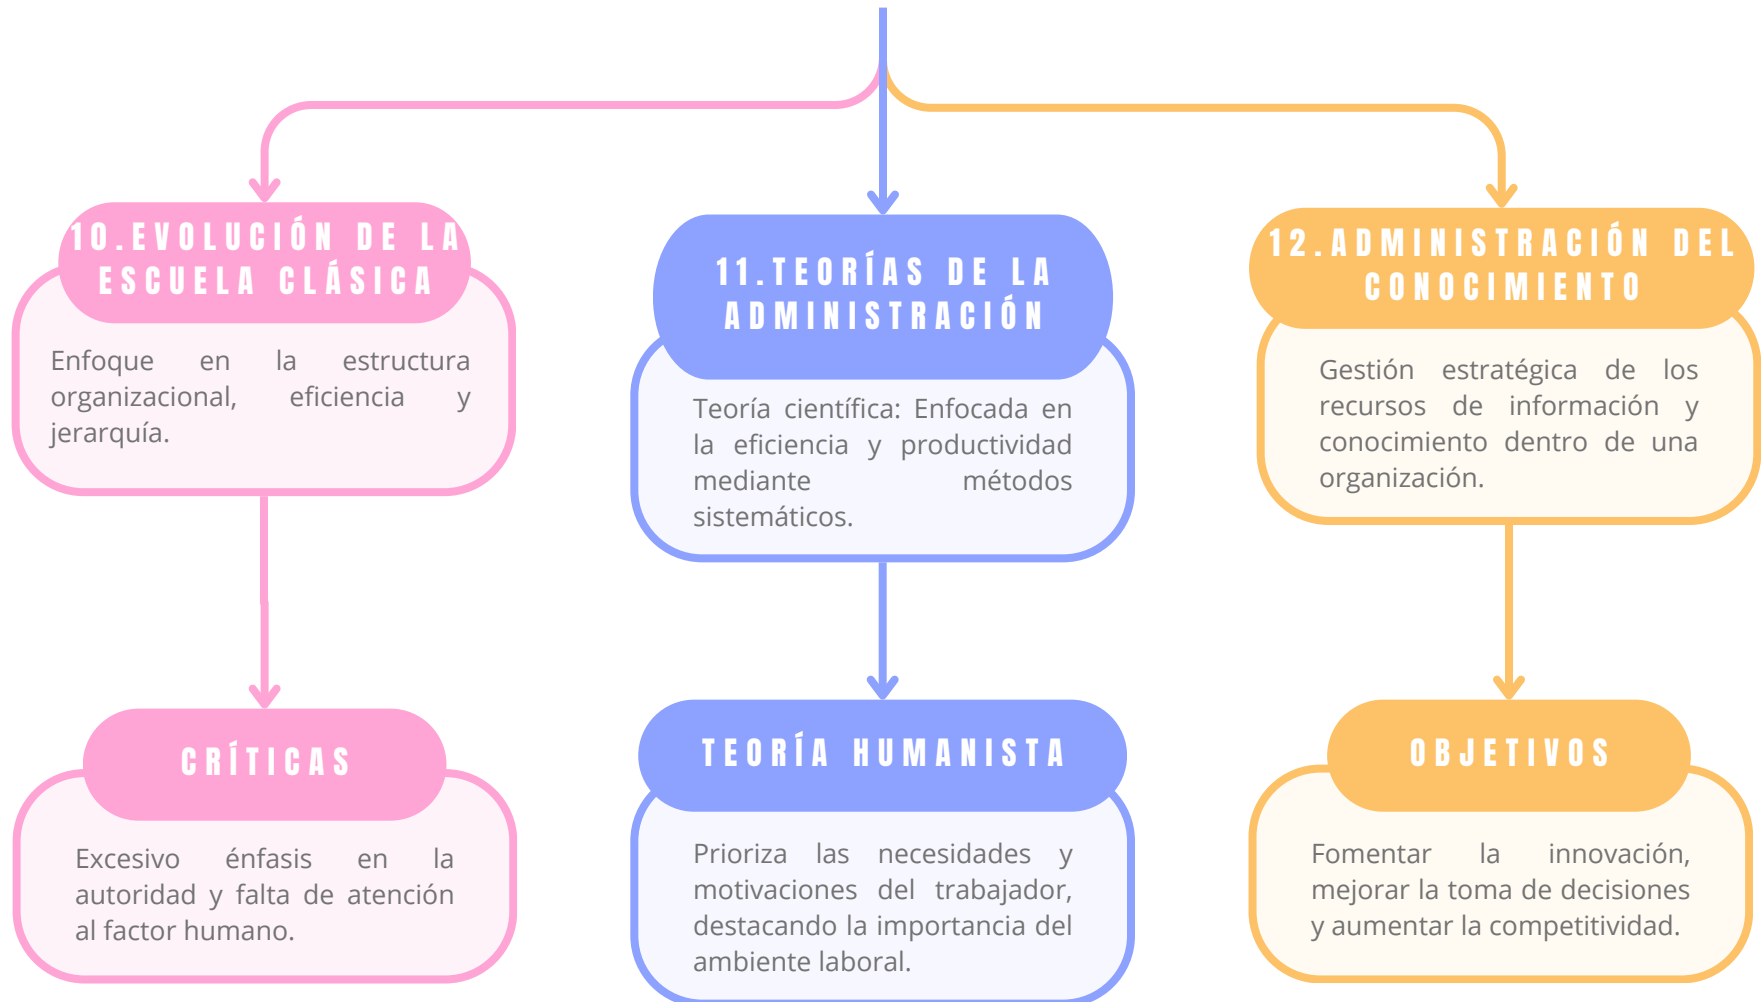 10.EVOLUCIÓN DE LA
ESCUELA CLÁSICA
Enfoque en la estructura
organizacional, eficiencia y
jerarquía.
CRÍTICAS
Excesivo énfasis en la
autoridad y falta de atención
al factor humano.
11.TEORÍAS DE LA
ADMINISTRACIÓN
Teoría científica: Enfocada en
la eficiencia y productividad
mediante métodos
sistemáticos.
TEORÍA HUMANISTA
Prioriza las necesidades y
motivaciones del trabajador,
destacando la importancia del
ambiente laboral.
12.ADMINISTRACIÓN DEL
CONOCIMIENTO
Gestión estratégica de los
recursos de información y
conocimiento dentro de una
organización.
OBJETIVOS
Fomentar la innovación,
mejorar la toma de decisiones
y aumentar la competitividad.